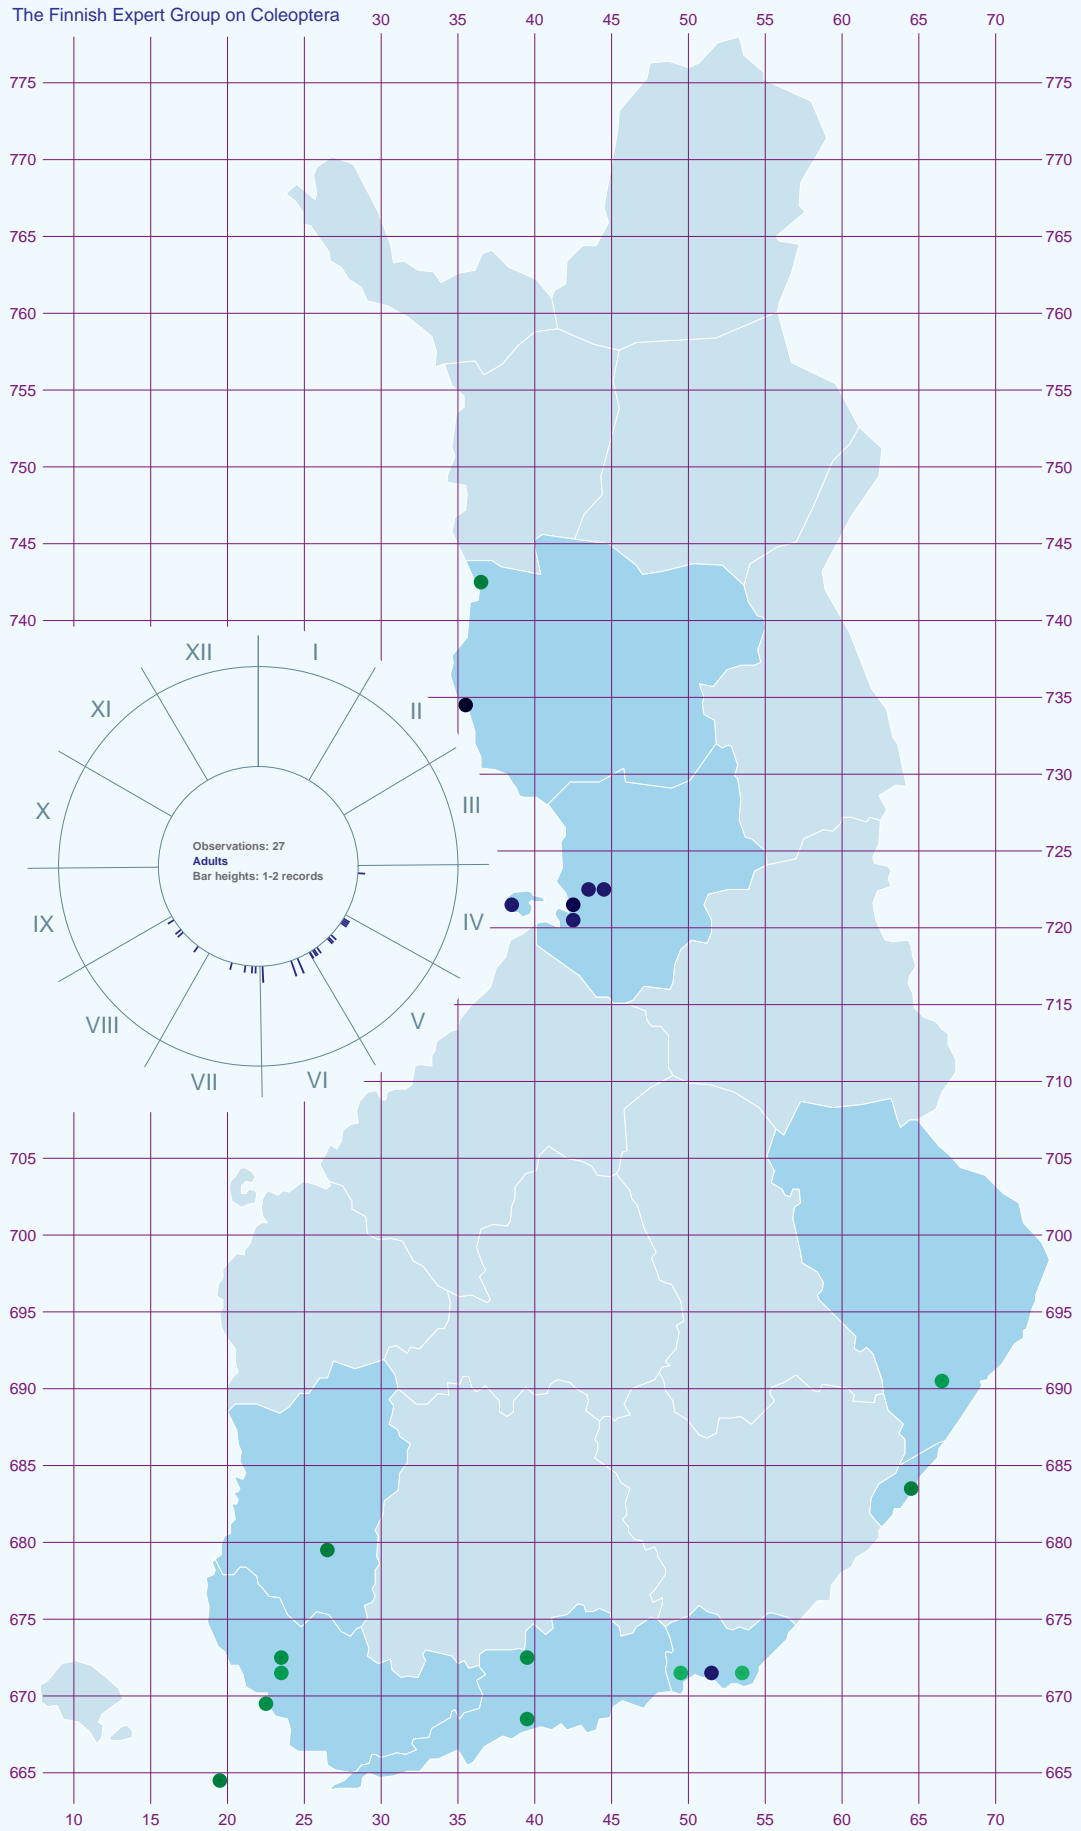 The Finnish Expert Group on Coleoptera
30 35 40 45 50 55 60 65 70
775 775
770 770
765 765
760 760
755 755
750 750
745 745
740 740
XII I
XI II
735
730
X III
725
Observations: 27
Adults
Bar heights: 1-2 records
IX IV
720
715
VIII V
VII VI
710
705 705
700 700
695 695
690 690
685 685
680 680
675 675
670 670
665 665
10 15 20 25 30 35 40 45 50 55 60 65 70